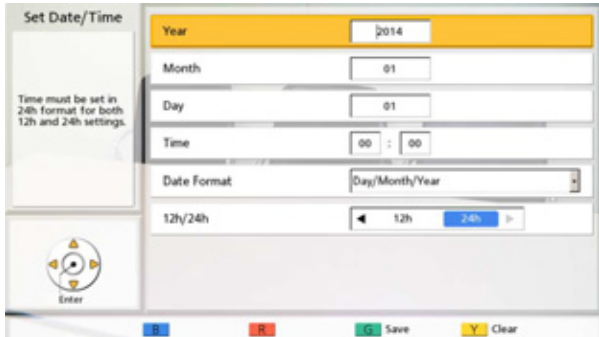 Set Date/Time
Time must be set in
24h format for both
12h and 24h settings.
Enter
Year 2014
Month 01
Day 01
Time 00 : 00
Date Format Day/Month/Year
12h/24h 12h 24h
B R G Save Y Clear